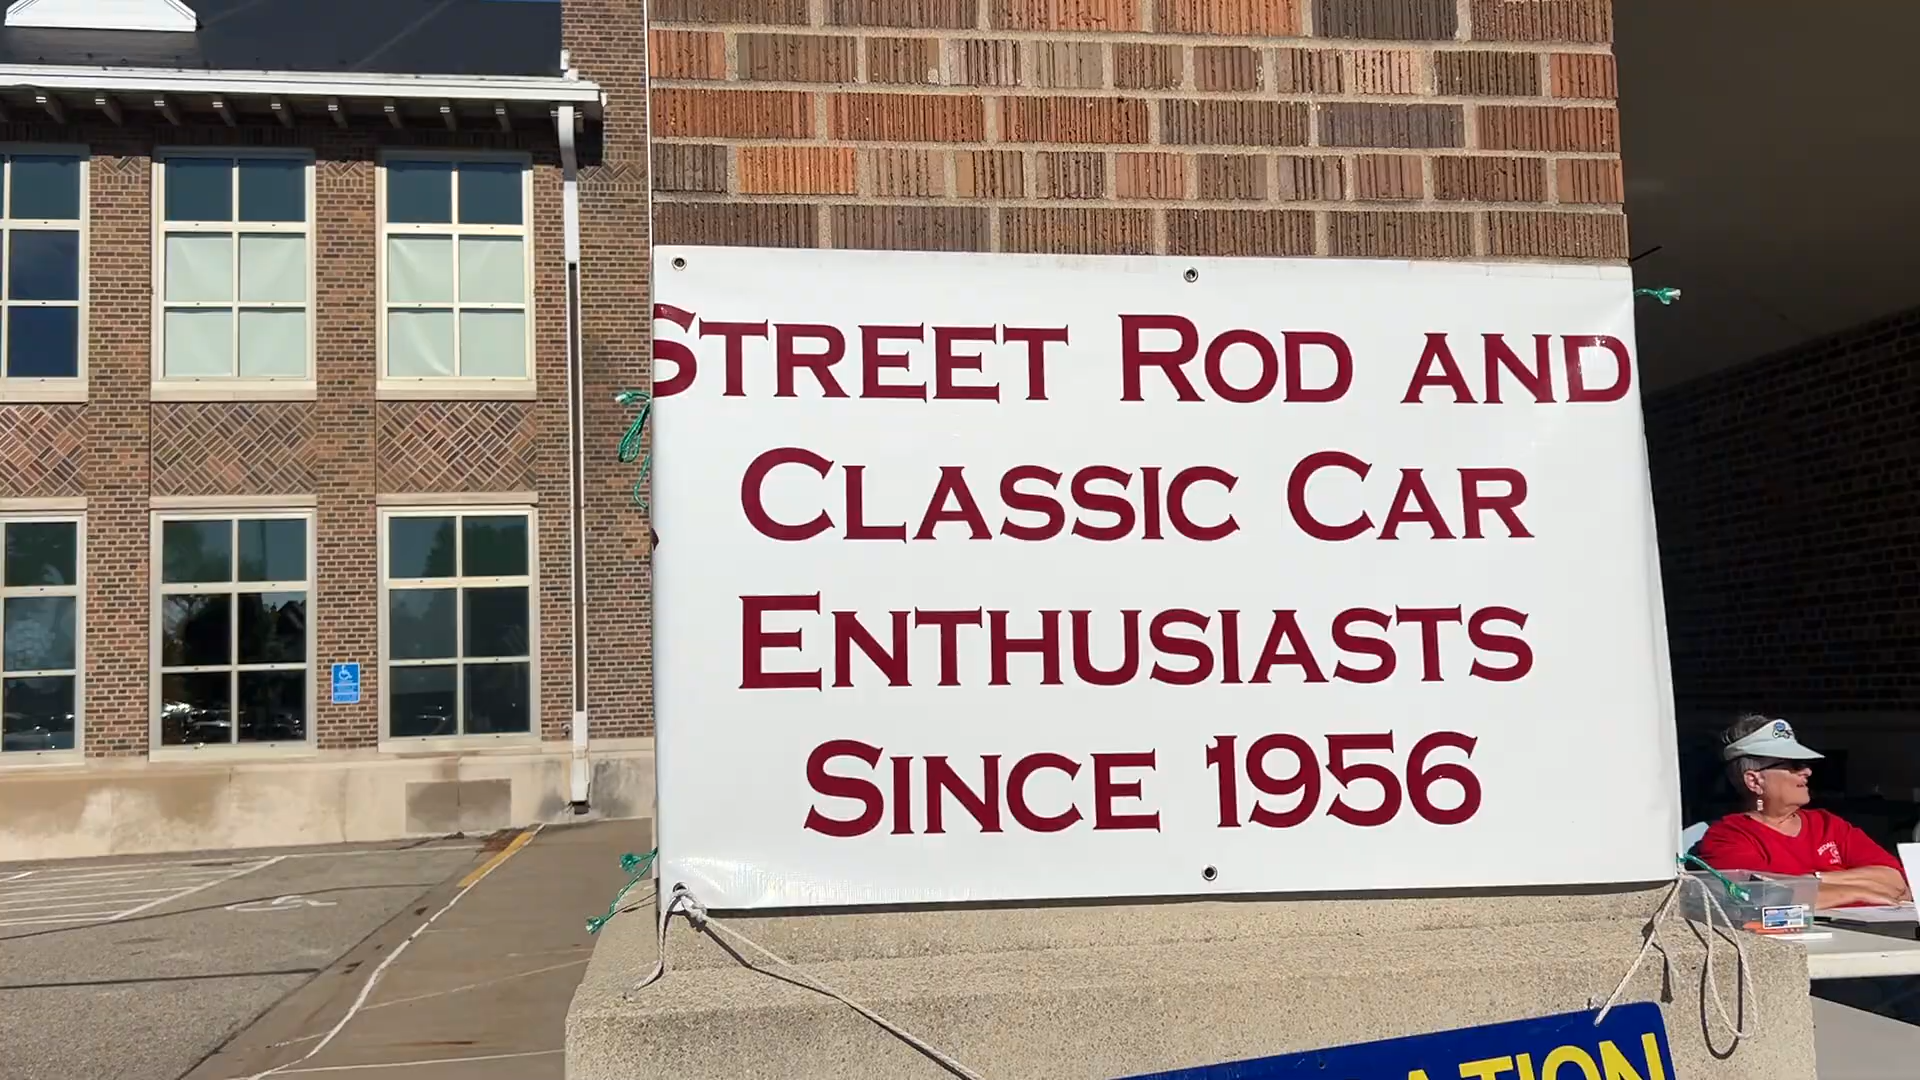 STREET ROD AND
CLASSIC CAR
ENTHUSIASTS
SINCE 1956